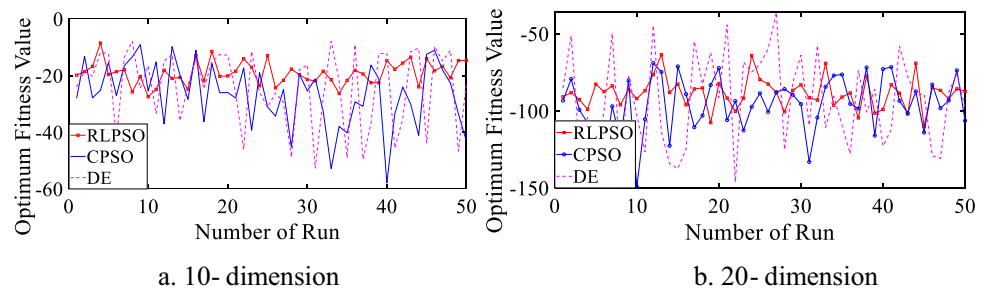 Optimum Fitness Value
0
-20
-40
-60
RLPSO
CPSO
DE
0 10 20 30 40 50
Number of Run
a. 10- dimension
Optimum Fitness Value
-50
-100
-150
RLPSO
CPSO
DE
0 10 20 30 40 50
Number of Run
b. 20- dimension